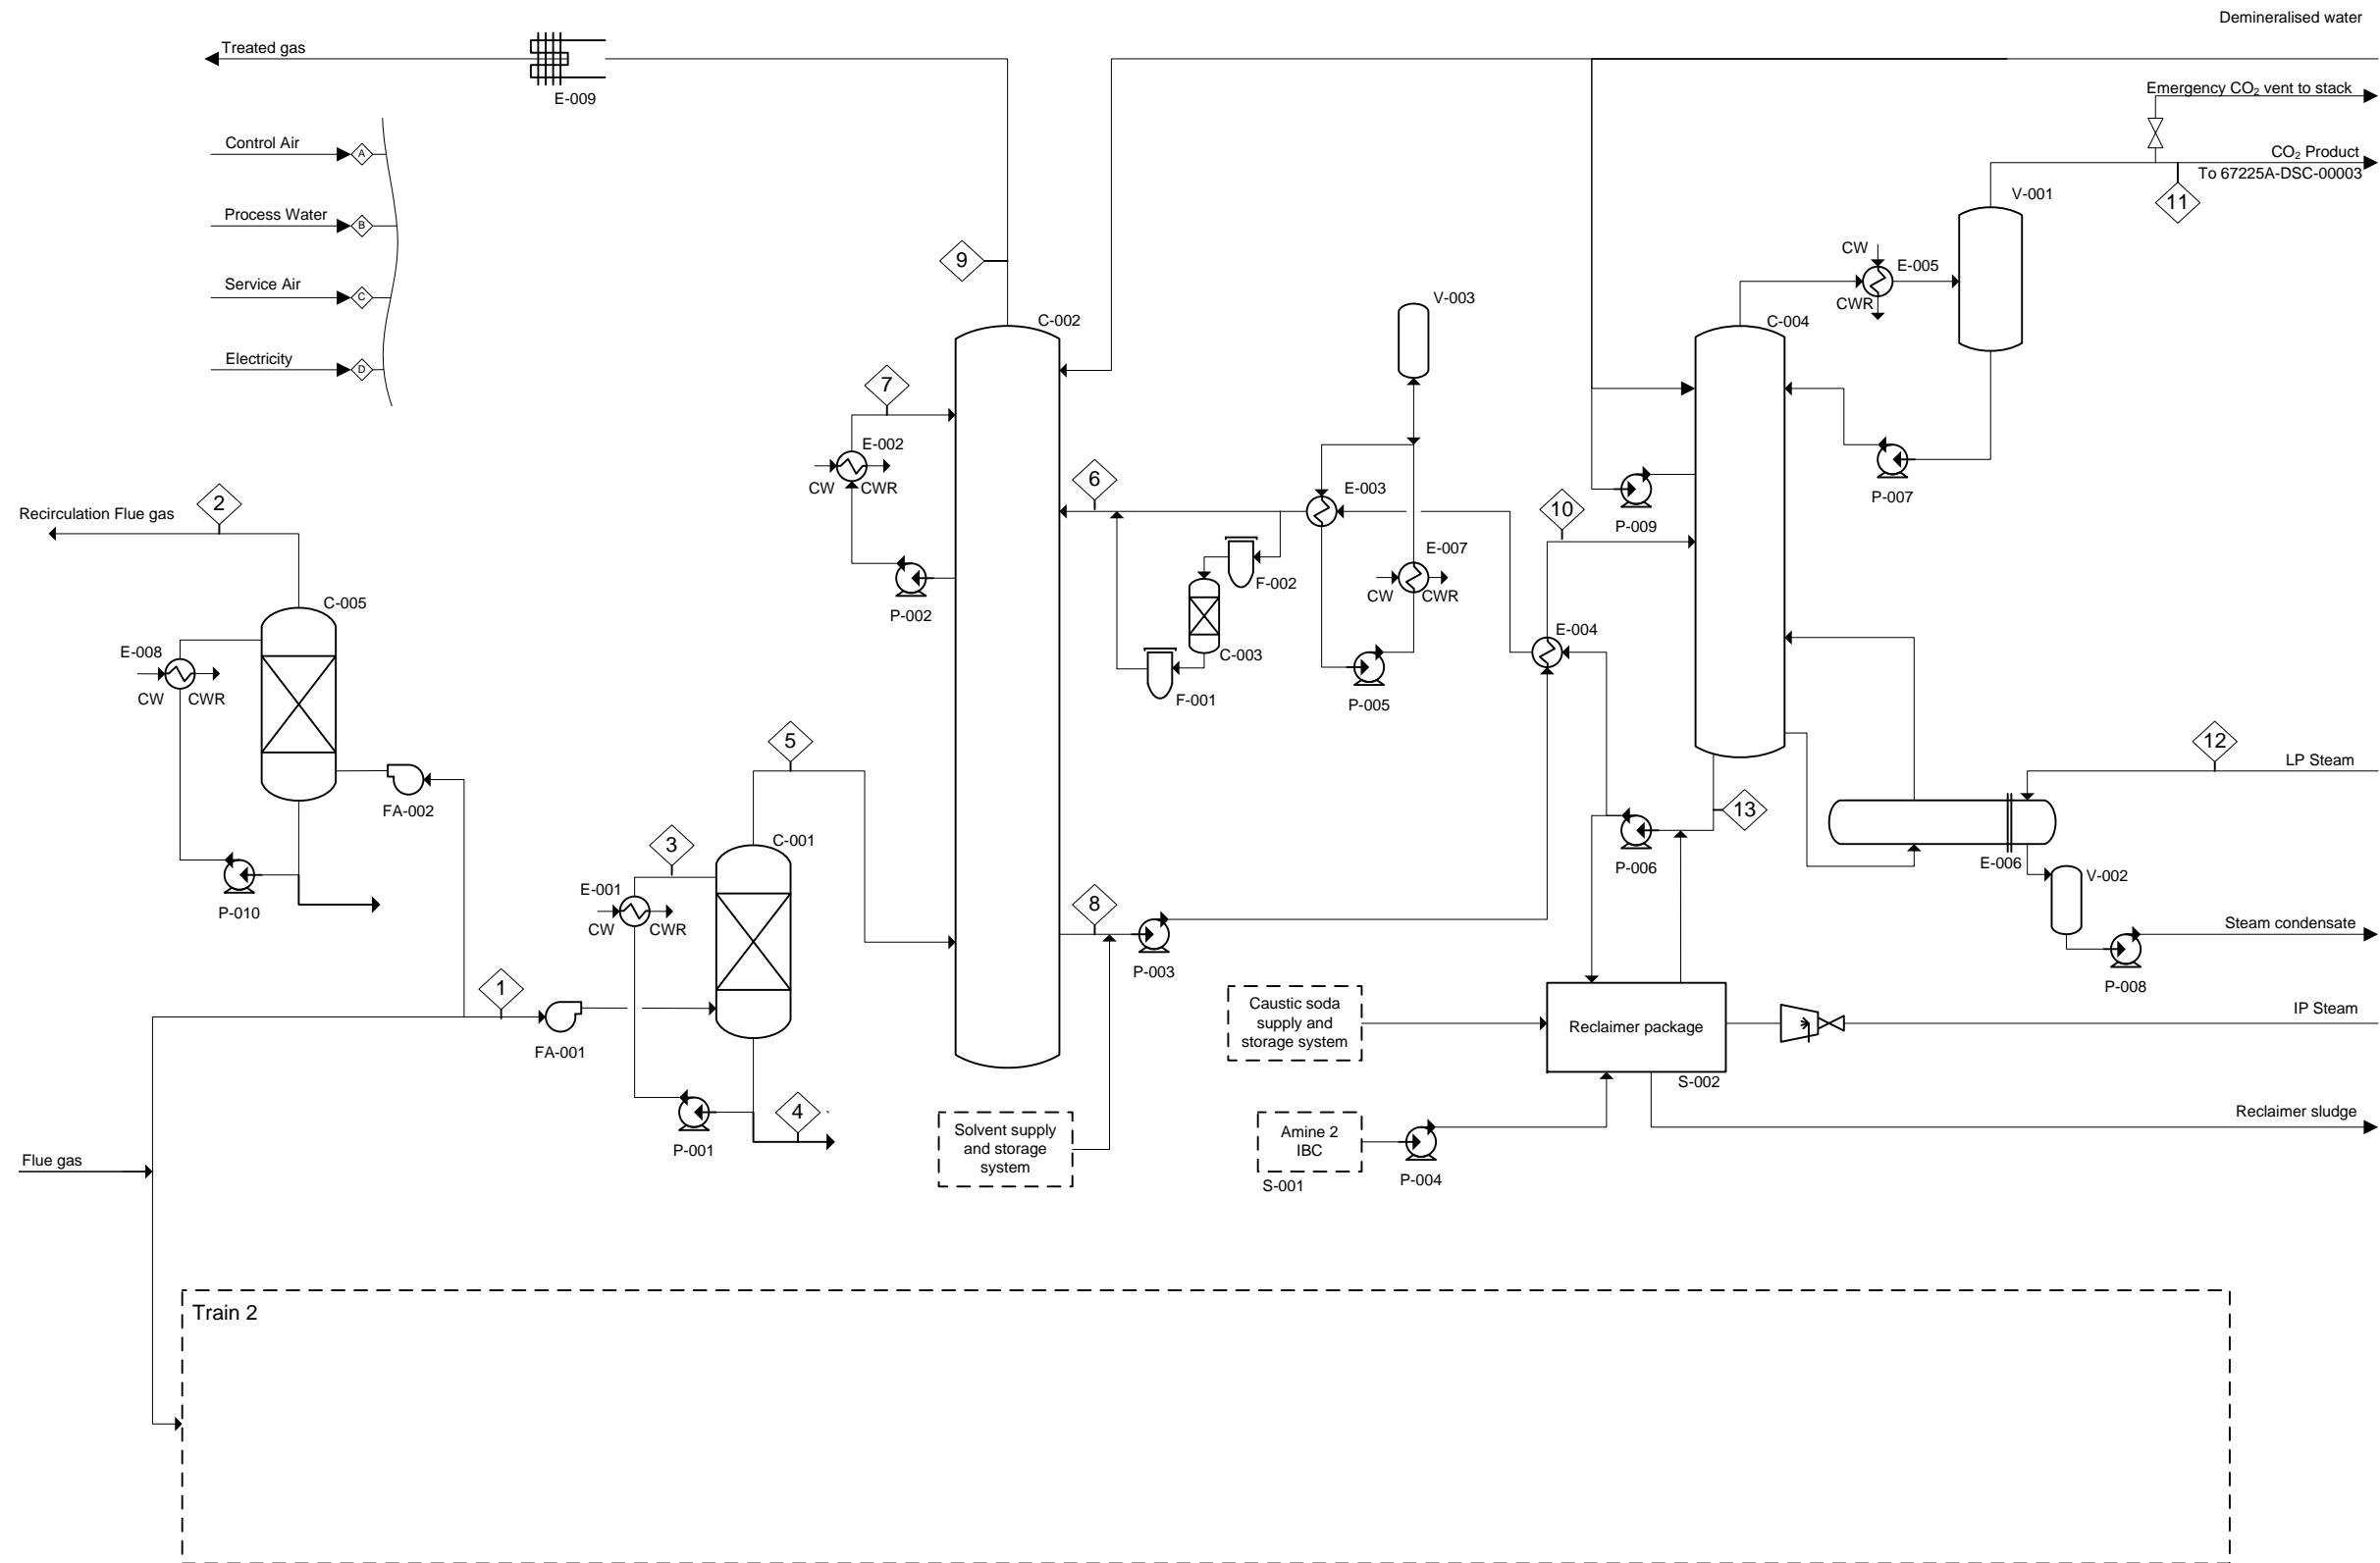 Demineralised water
Treated gas
E-009
Emergency CO₂ vent to stack
CO₂ Product
To 67225A-DSC-00003
11
V-001
Control Air
A
Process Water
B
Service Air
C
Electricity
D
9
C-002
V-003
CW
E-005
CWR
C-004
7
E-002
CW
CWR
P-002
6
E-003
10
P-009
P-007
2
Recirculation Flue gas
E-007
CW
CWR
F-002
C-003
F-001
P-005
E-004
C-005
E-008
CW
CWR
FA-002
P-010
5
12
LP Steam
13
E-006
V-002
P-006
3
C-001
E-001
CW
CWR
8
P-003
Steam condensate
P-008
1
FA-001
Caustic soda
supply and
storage system
Reclaimer package
S-002
IP Steam
4
P-001
Solvent supply
and storage
system
Amine 2
IBC
S-001
P-004
Reclaimer sludge
Flue gas
Train 2